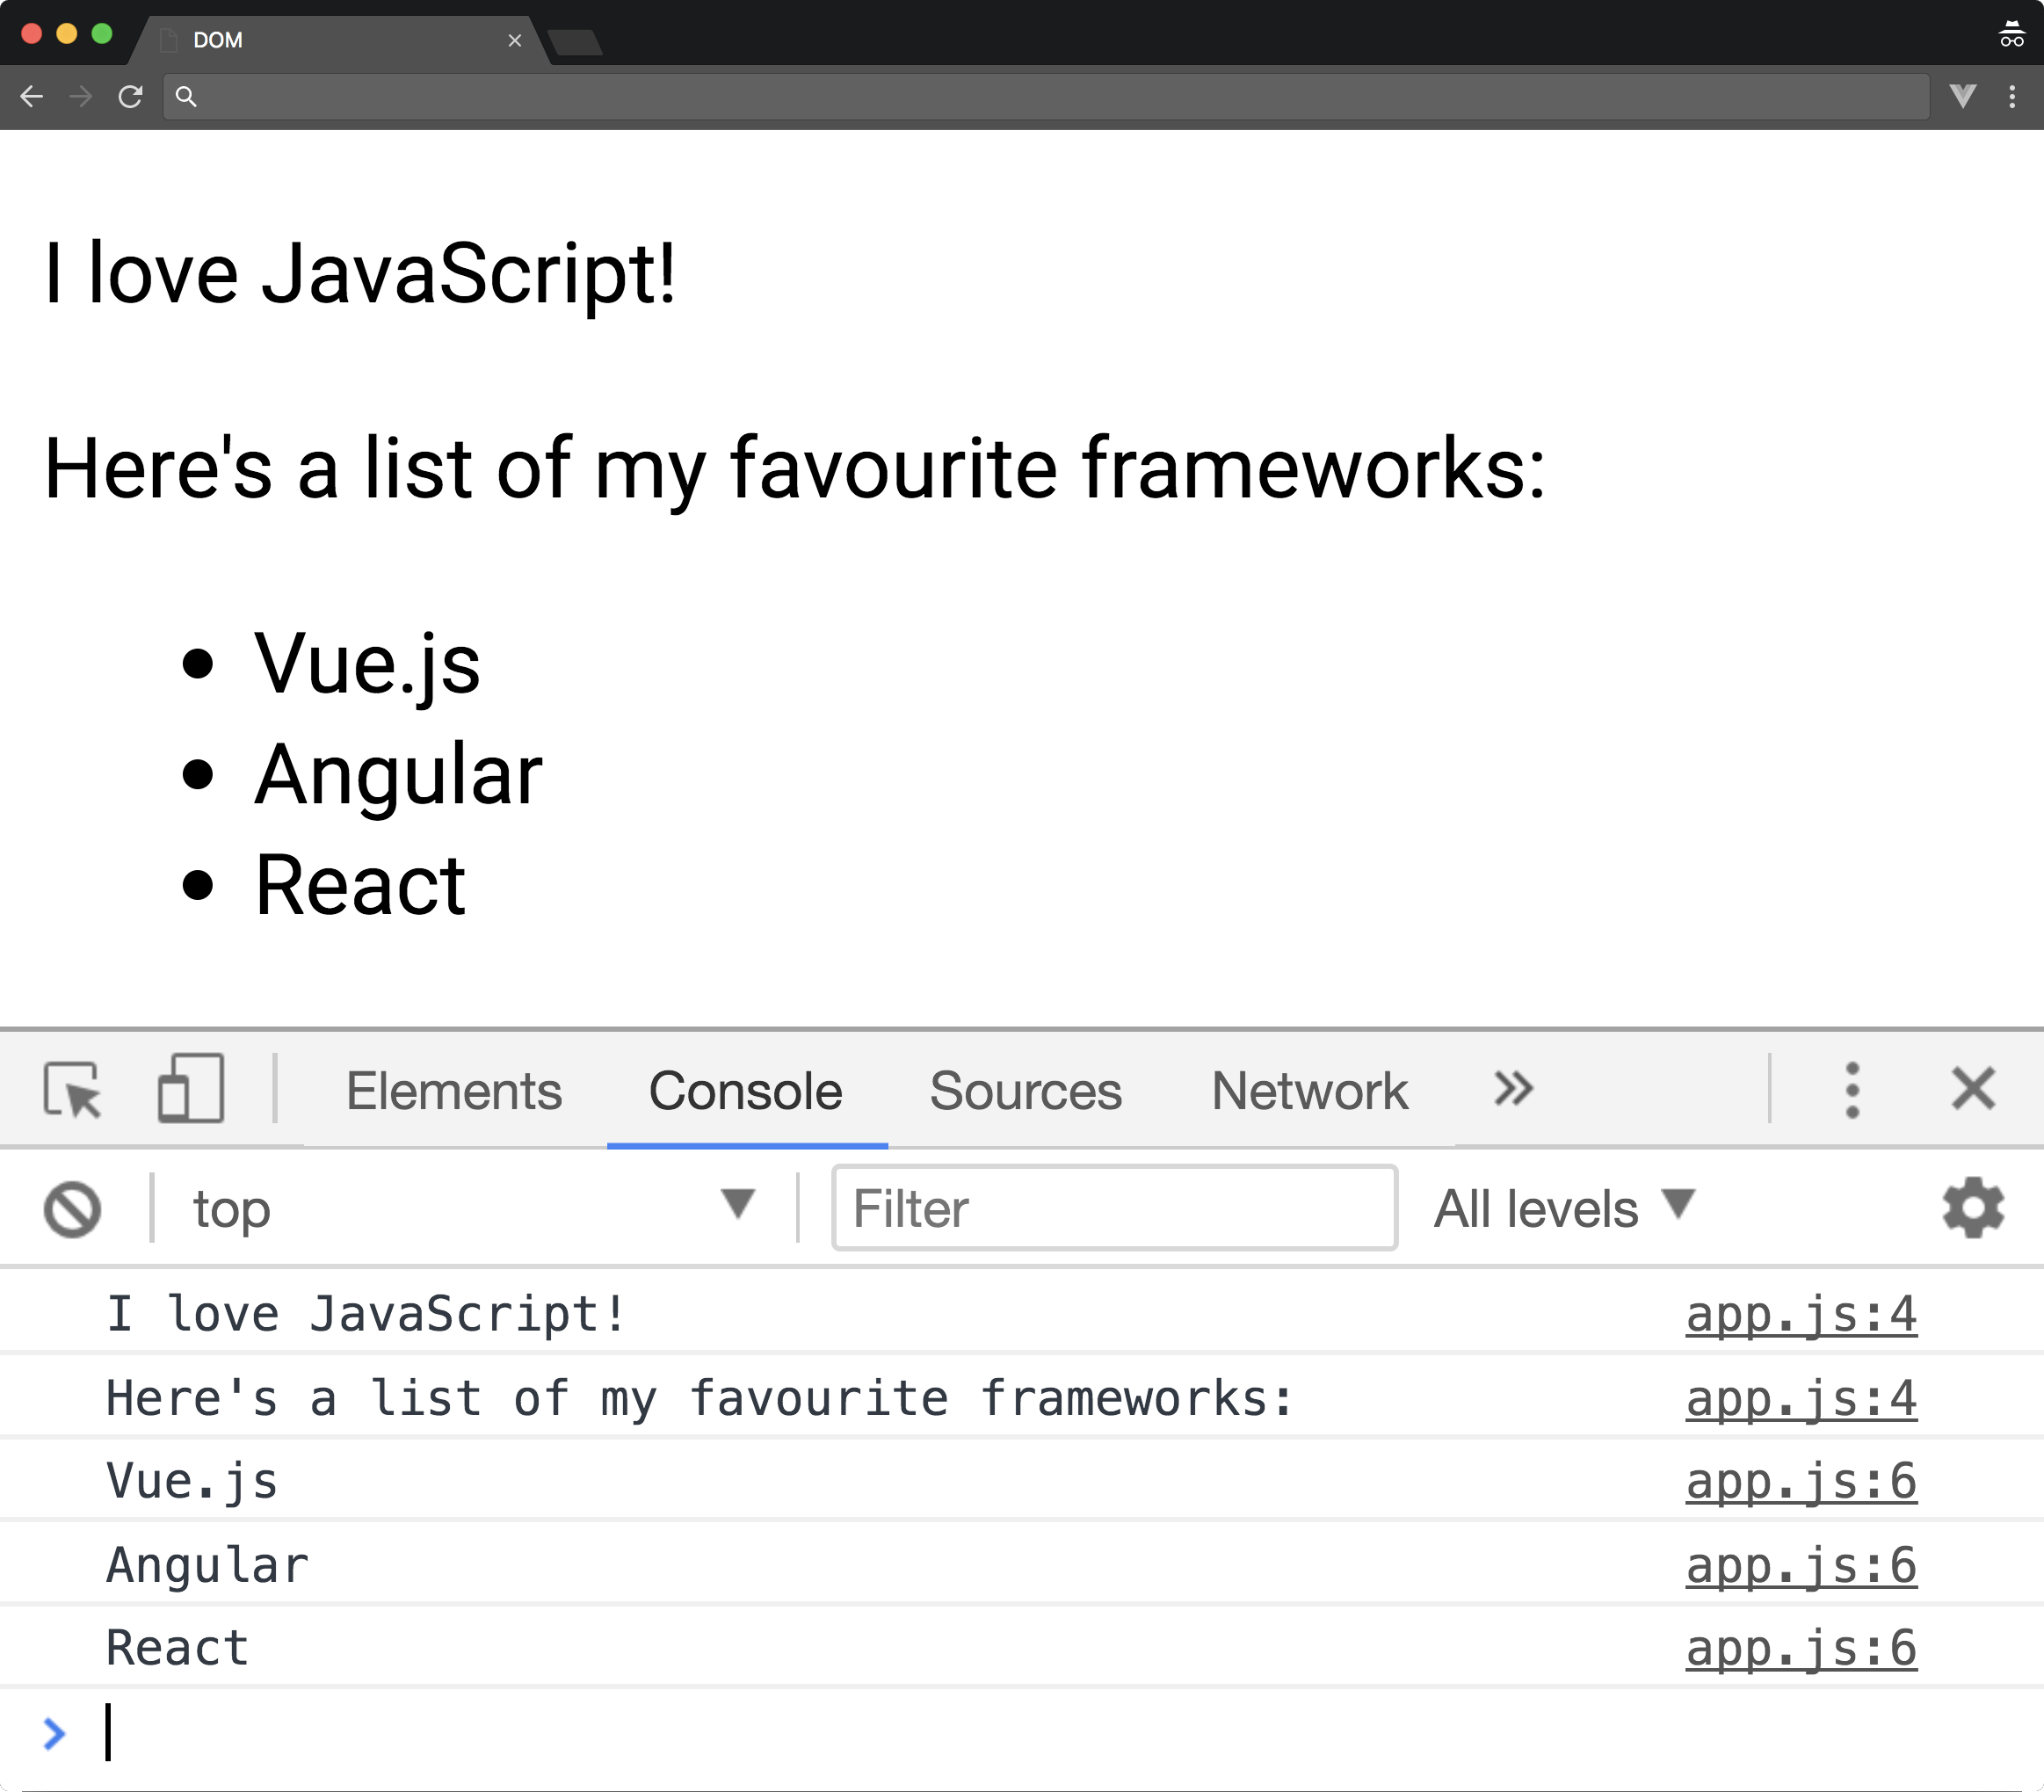 DOM
I love JavaScript!
Here's a list of my favourite frameworks:
Vue.js
Angular
React
Elements Console Sources Network
top Filter All levels
I love JavaScript! app.js:4
Here's a list of my favourite frameworks: app.js:4
Vue.js app.js:6
Angular app.js:6
React app.js:6